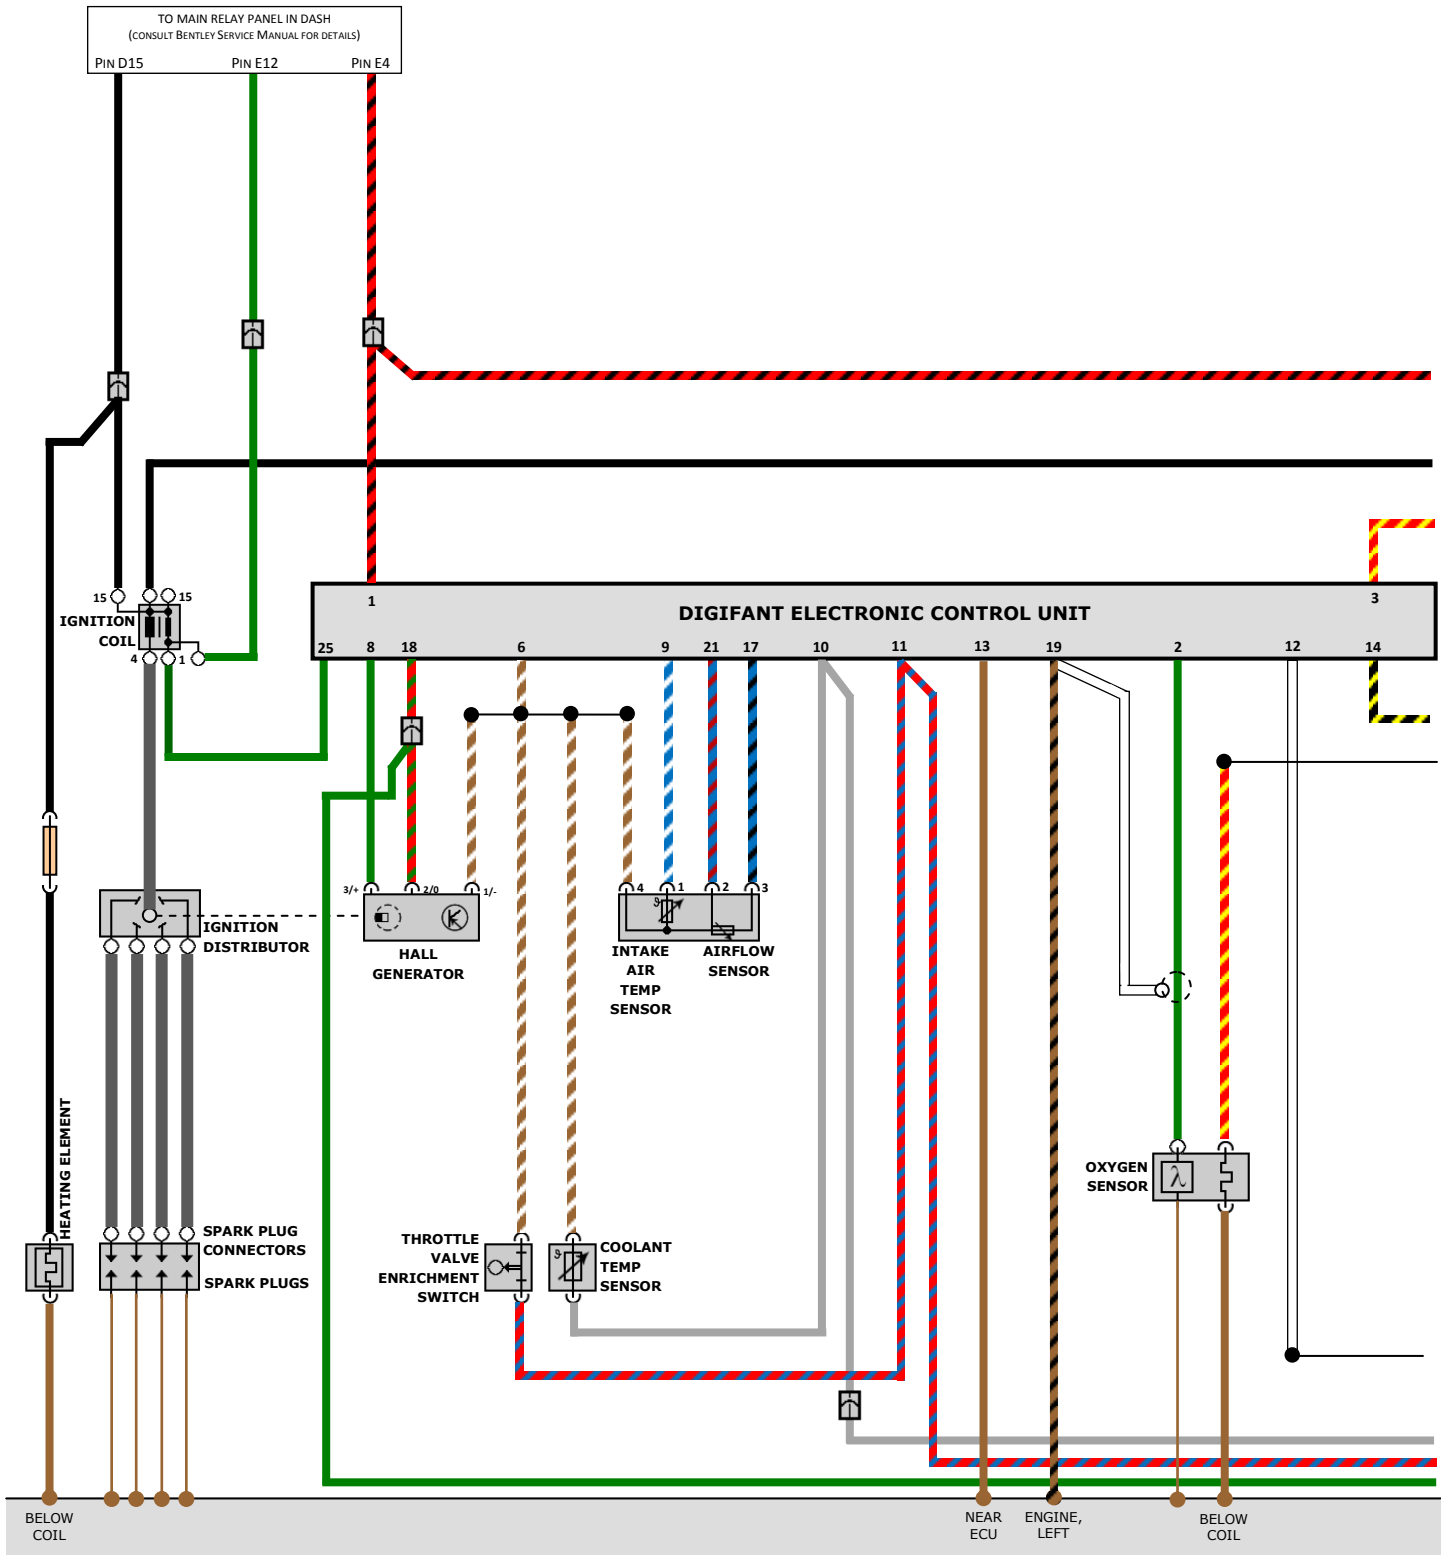 TO MAIN RELAY PANEL IN DASH
(CONSULT BENTLEY SERVICE MANUAL FOR DETAILS)
PIN D15 PIN E12 PIN E4
15 15
IGNITION
COIL
4 1
1 3
DIGIFANT ELECTRONIC CONTROL UNIT
25 8 18 6 9 21 17 10 11 13 19 2 12 14
3/+ 2/0 1/- 4 1 2 3
ϑ
IGNITION
DISTRIBUTOR
HALL
GENERATOR
INTAKE
AIR
TEMP
SENSOR
AIRFLOW
SENSOR
HEATING ELEMENT
OXYGEN
SENSOR
λ
SPARK PLUG
CONNECTORS
SPARK PLUGS
THROTTLE
VALVE
ENRICHMENT
SWITCH
ϑ
COOLANT
TEMP
SENSOR
BELOW
COIL
NEAR
ECU
ENGINE,
LEFT
BELOW
COIL